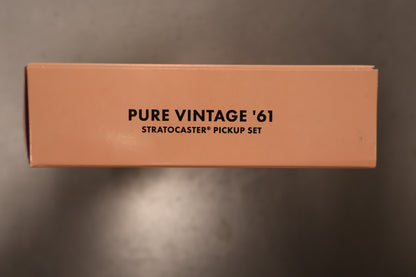 PURE VINTAGE '61
STRATOCASTER® PICKUP SET